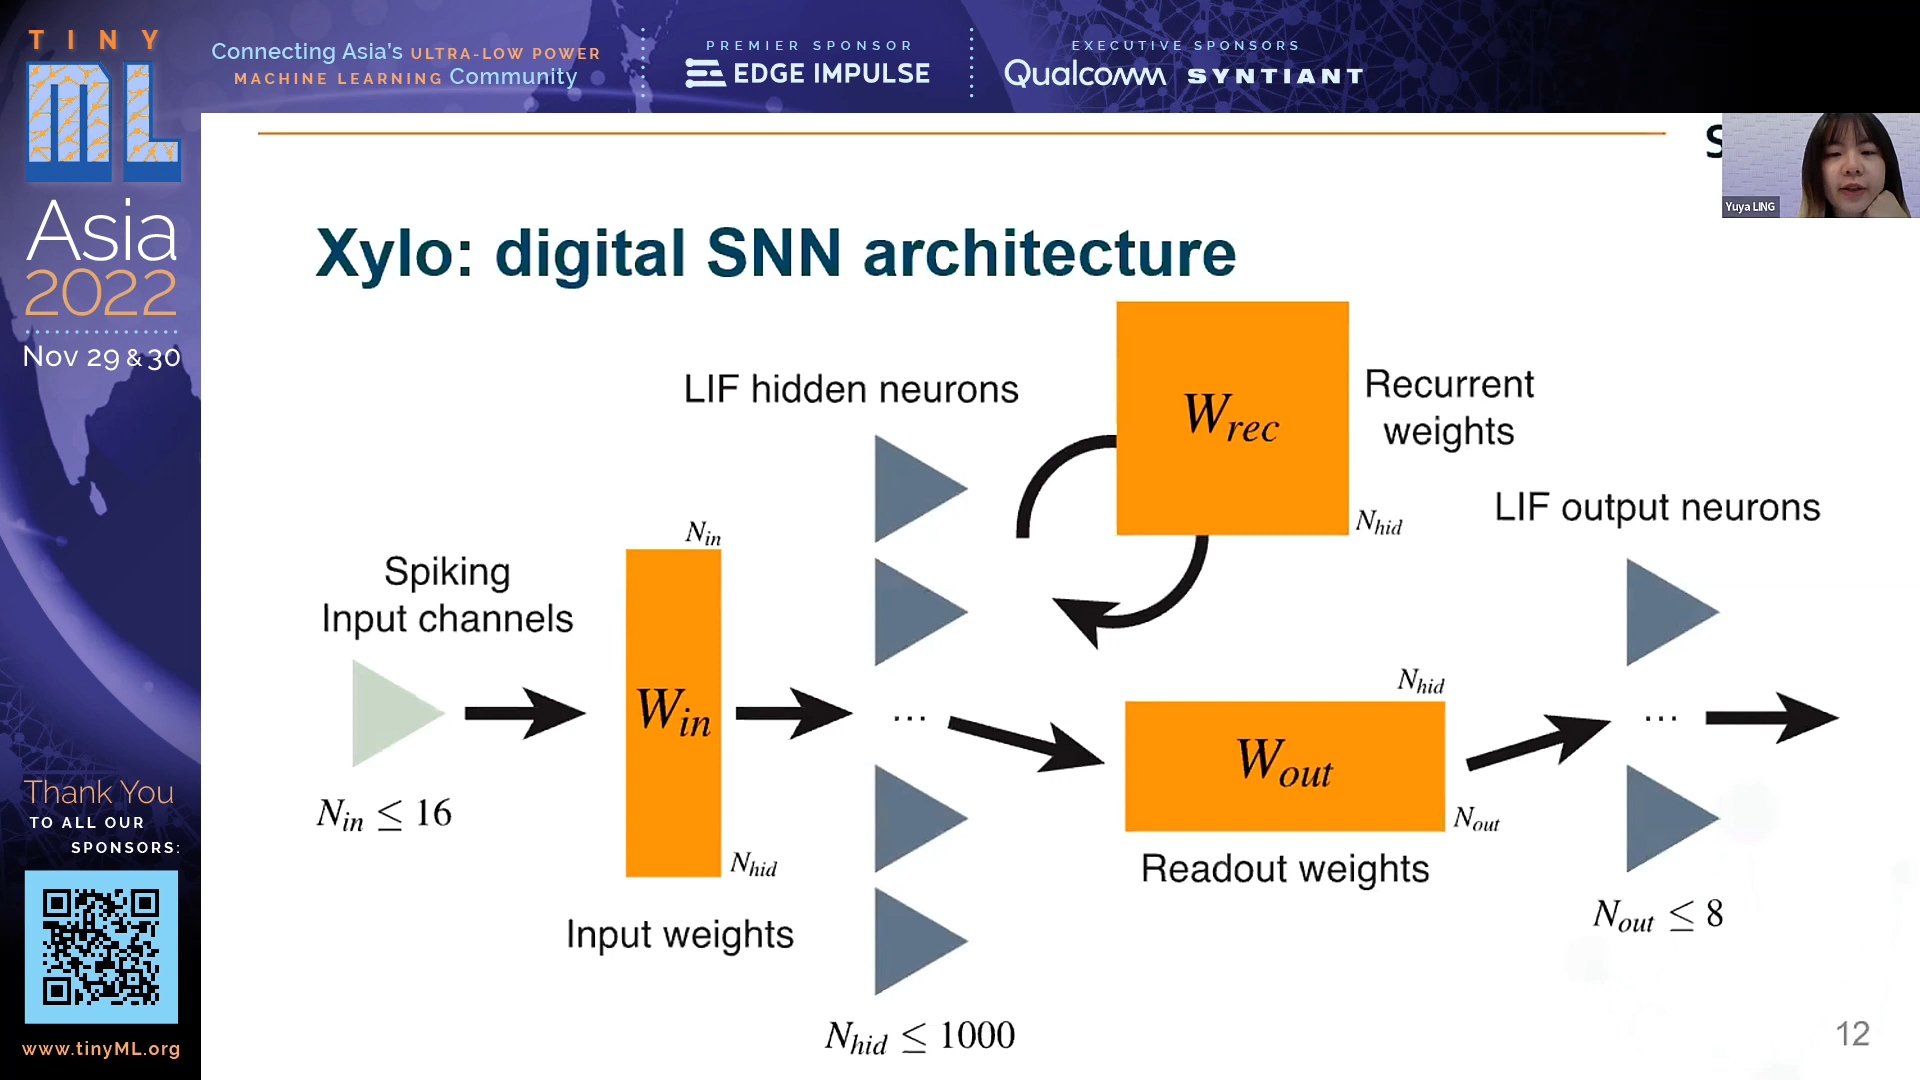 TINY
ML
Asia
2022
Nov 29 & 30
Connecting Asia's ULTRA-LOW POWER
MACHINE LEARNING Community
PREMIER SPONSOR
EDGE IMPULSE
EXECUTIVE SPONSORS
Qualcomm SYNTIANT
S
Yuya LING
Xylo: digital SNN architecture
LIF hidden neurons
W_rec
Recurrent
weights
N_hid
LIF output neurons
N_in
Spiking
Input channels
W_in
N_hid
N_in ≤ 16
Input weights
...
N_hid
W_out
N_out
Readout weights
...
N_out ≤ 8
N_hid ≤ 1000
12
Thank You
TO ALL OUR
SPONSORS:
www.tinyML.org